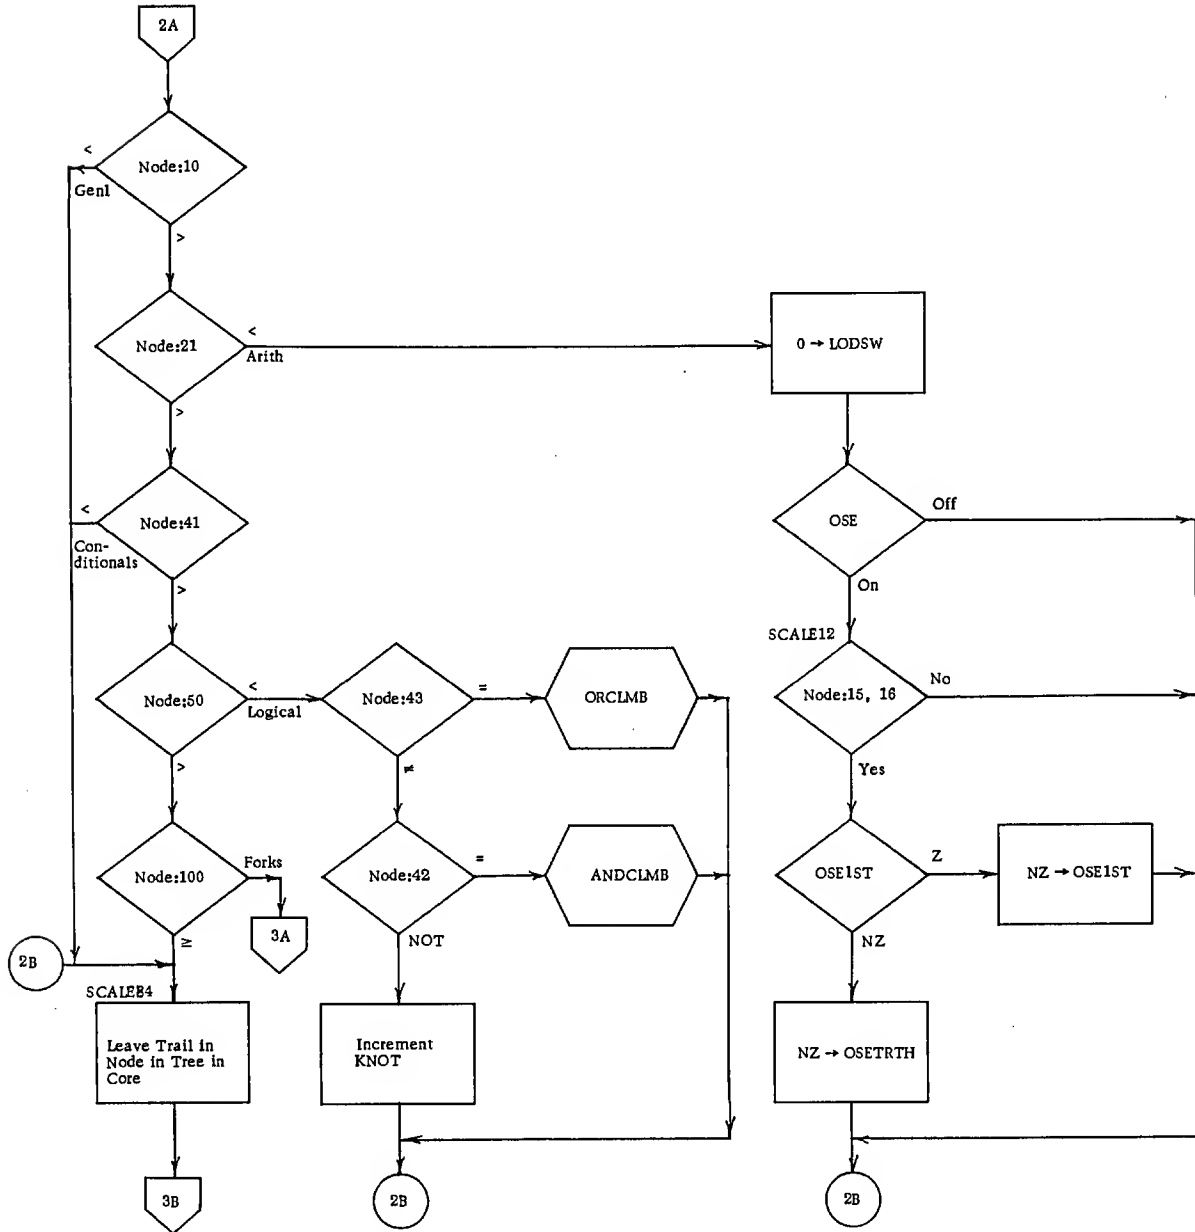 2A
<
Node:10
Genl
>
Node:21
<
Arith
0 → LODSW
>
<
Node:41
Con-
ditionals
OSE
Off
>
On
SCALE12
Node:50
<
Logical
Node:43
=
ORCLMB
Node:15, 16
No
>
≠
Yes
Node:100
Forks
Node:42
=
ANDCLMB
OSE1ST
Z
NZ → OSE1ST
3A
≥
NOT
NZ
2B
SCALE84
Leave Trail in
Node in Tree in
Core
Increment
KNOT
NZ → OSETRTH
3B
2B
2B